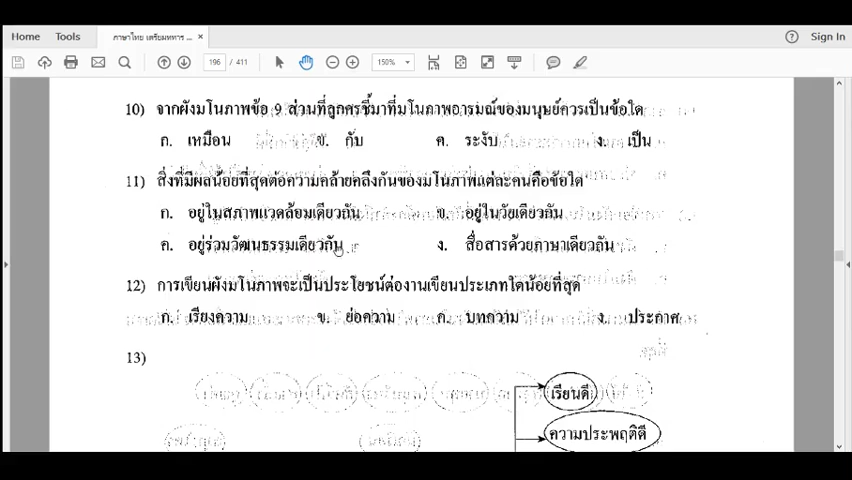 Home Tools ภาษาไทย เตรียมทหาร ... × ? Sign In
196 / 411 150%
10) จากผังมโนภาพข้อ 9 ส่วนที่ลูกศรชี้มาที่มโนภาพอารมณ์ของมนุษย์ควรเป็นข้อใด
ก. เหมือน ข. กับ ค. ระงับ ง. เป็น
11) สิ่งที่มีผลน้อยที่สุดต่อความคล้ายคลึงกันของมโนภาพแต่ละคนคือข้อใด
ก. อยู่ในสภาพแวดล้อมเดียวกัน ข. อยู่ในวัยเดียวกัน
ค. อยู่ร่วมวัฒนธรรมเดียวกัน ง. สื่อสารด้วยภาษาเดียวกัน
12) การเขียนผังมโนภาพจะเป็นประโยชน์ต่องานเขียนประเภทใดน้อยที่สุด
ก. เรียงความ ข. ย่อความ ค. บทความ ง. ประกาศ
13)
เรียนดี
ความประพฤติดี